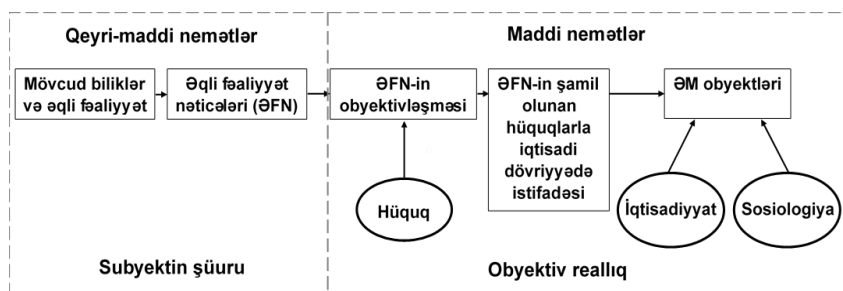 Qeyri-maddi nemətlər
Maddi nemətlər
Mövcud biliklər
və əqli fəaliyyət
Əqli fəaliyyət
nəticələri (ƏFN)
ƏFN-in
obyektivləşməsi
ƏFN-in şamil
olunan
hüquqlarla
iqtisadi
dövriyyədə
istifadəsi
ƏM obyektləri
Hüquq
İqtisadiyyat
Sosiologiya
Subyektin şüuru
Obyektiv reallıq